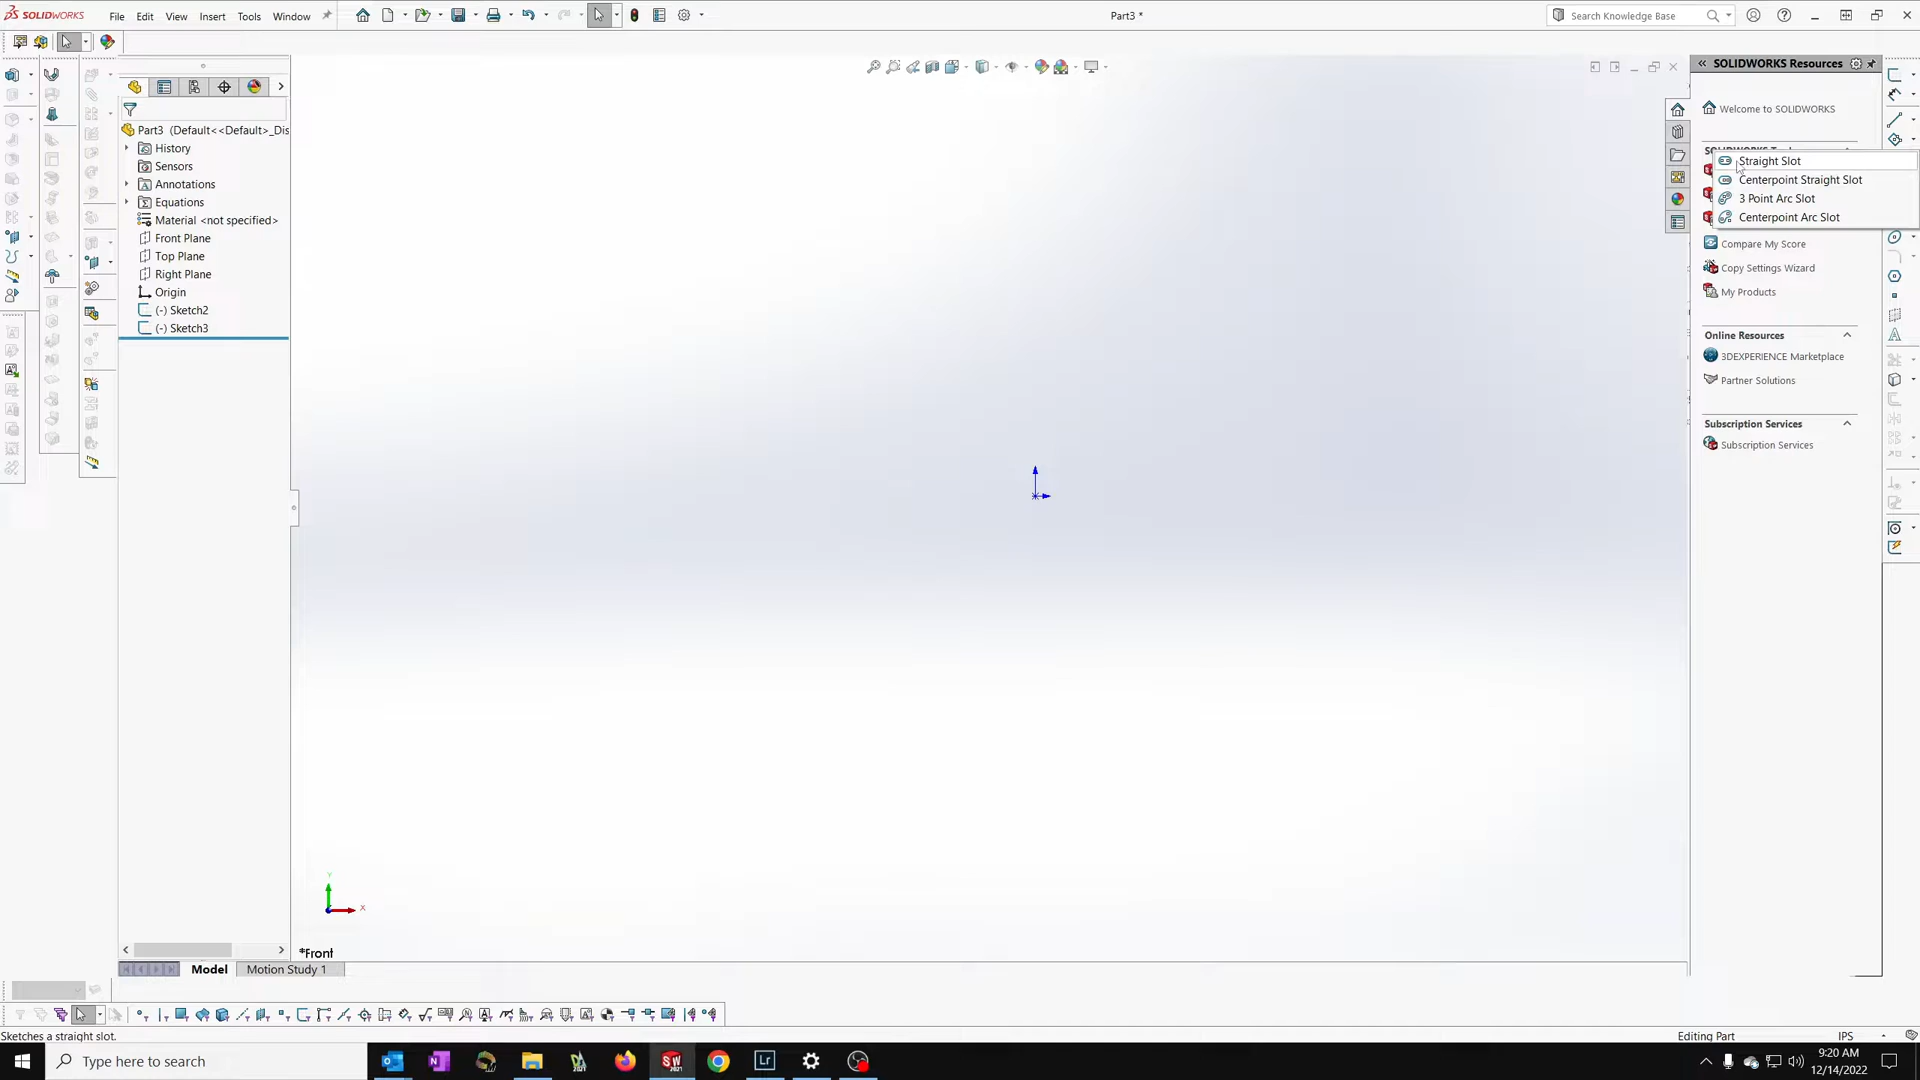 SOLIDWORKS File Edit View Insert Tools Window Part3 * Search Knowledge Base
SOLIDWORKS Resources
Welcome to SOLIDWORKS
Straight Slot
Centerpoint Straight Slot
3 Point Arc Slot
Centerpoint Arc Slot
Compare My Score
Copy Settings Wizard
My Products
Online Resources
3DEXPERIENCE Marketplace
Partner Solutions
Subscription Services
Subscription Services
Part3 (Default<<Default>_Dis
History
Sensors
Annotations
Equations
Material <not specified>
Front Plane
Top Plane
Right Plane
Origin
(-) Sketch2
(-) Sketch3
Y
X
*Front
Model Motion Study 1
Sketches a straight slot.
Editing Part IPS
Type here to search
9:20 AM
12/14/2022